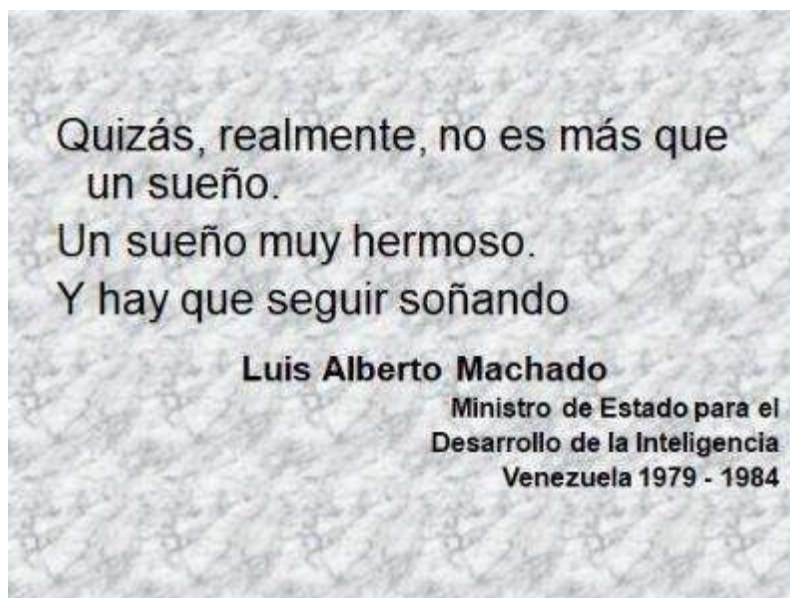 Quizás, realmente, no es más que
un sueño.
Un sueño muy hermoso.
Y hay que seguir soñando
Luis Alberto Machado
Ministro de Estado para el
Desarrollo de la Inteligencia
Venezuela 1979 - 1984